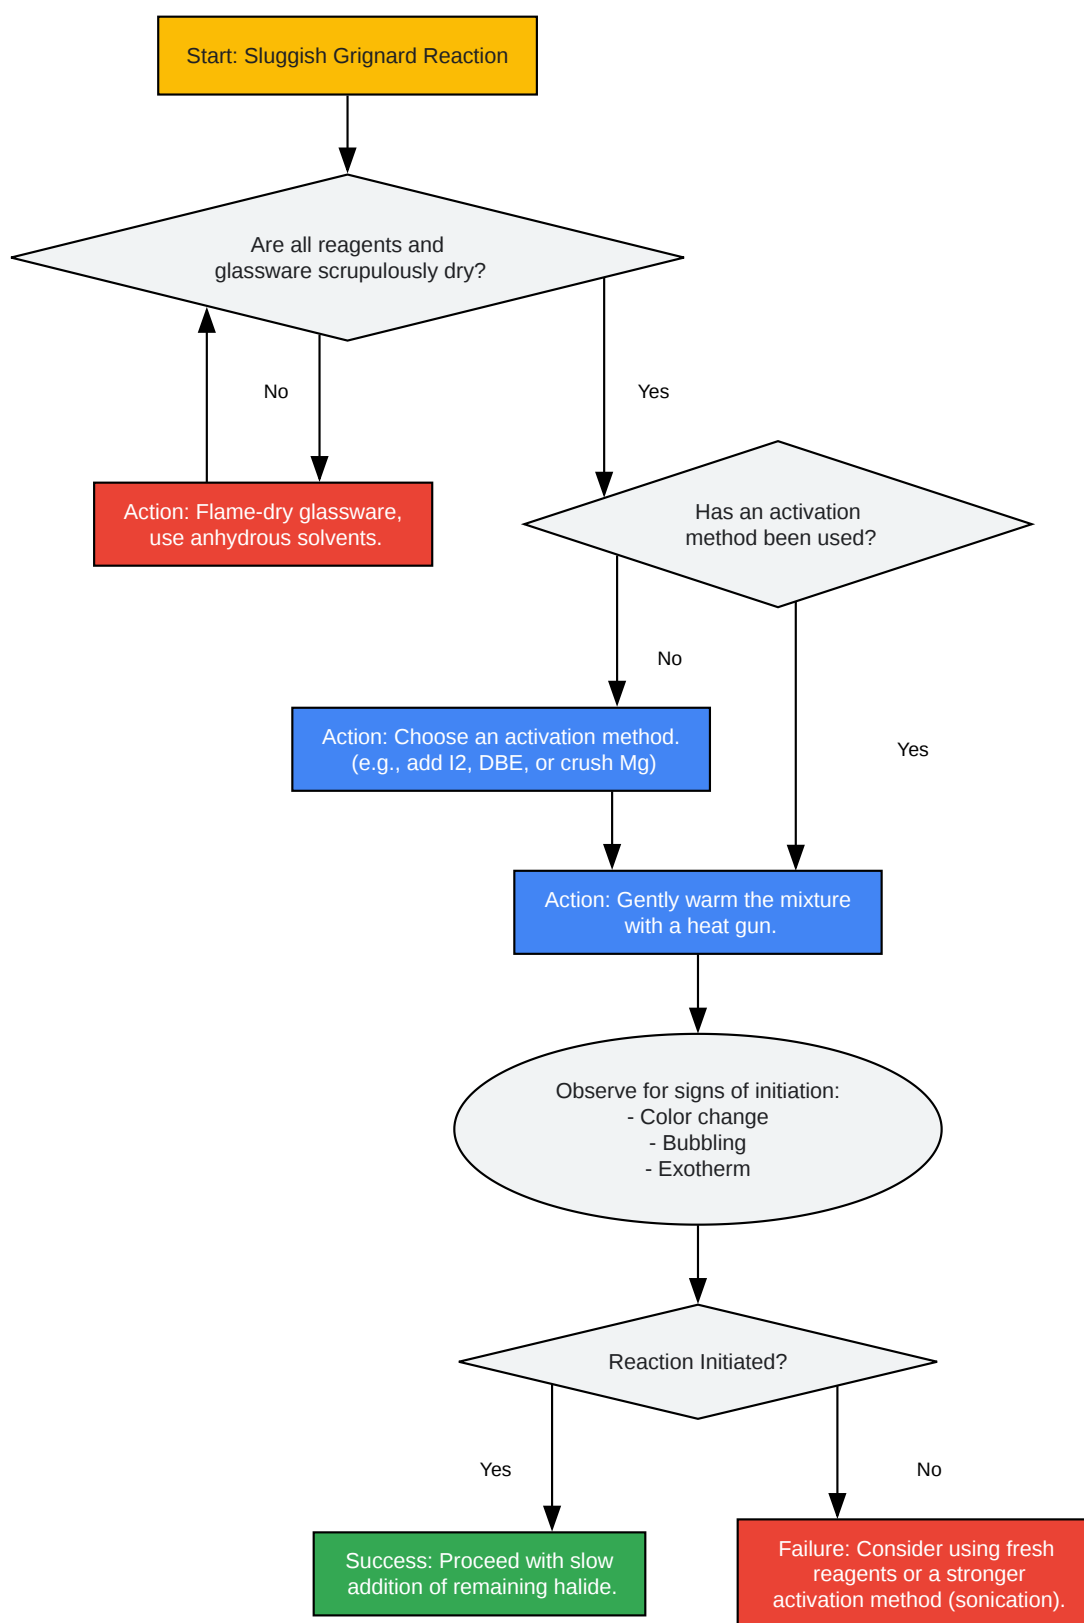 Start: Sluggish Grignard Reaction
Are all reagents and
glassware scrupulously dry?
No
Yes
Action: Flame-dry glassware,
use anhydrous solvents.
Has an activation
method been used?
No
Action: Choose an activation method.
(e.g., add I2, DBE, or crush Mg)
Yes
Action: Gently warm the mixture
with a heat gun.
Observe for signs of initiation:
- Color change
- Bubbling
- Exotherm
Reaction Initiated?
Yes
No
Success: Proceed with slow
addition of remaining halide.
Failure: Consider using fresh
reagents or a stronger
activation method (sonication).